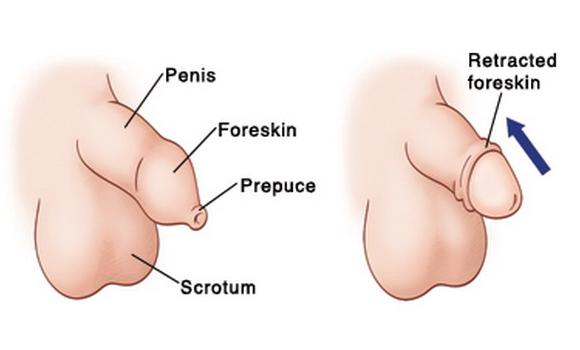 Penis
Foreskin
Prepuce
Scrotum
Retracted
foreskin